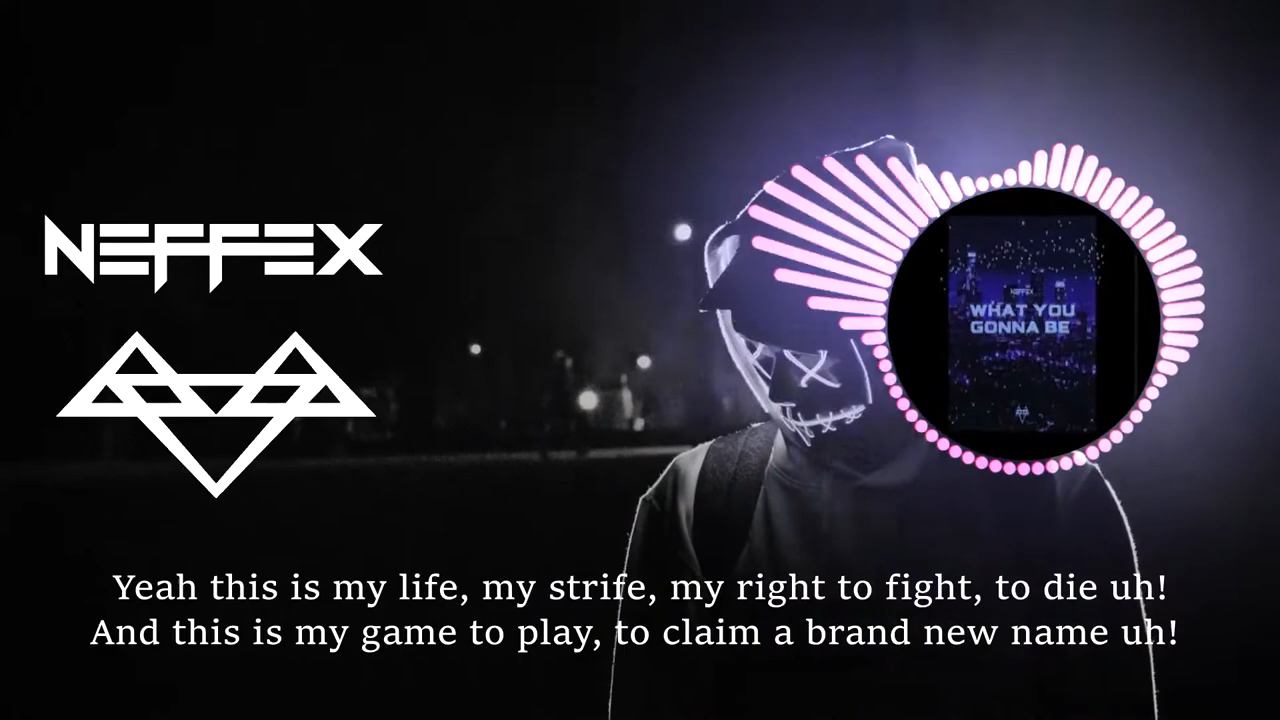 NEFFEX
NEFFEX
WHAT YOU
GONNA BE
Yeah this is my life, my strife, my right to fight, to die uh!
And this is my game to play, to claim a brand new name uh!